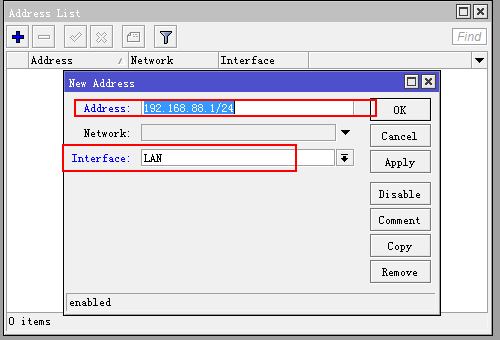 Address List
Find
Address Network Interface
New Address
Address: 192.168.88.1/24
OK
Network:
Cancel
Interface: LAN
Apply
Disable
Comment
Copy
Remove
enabled
0 items